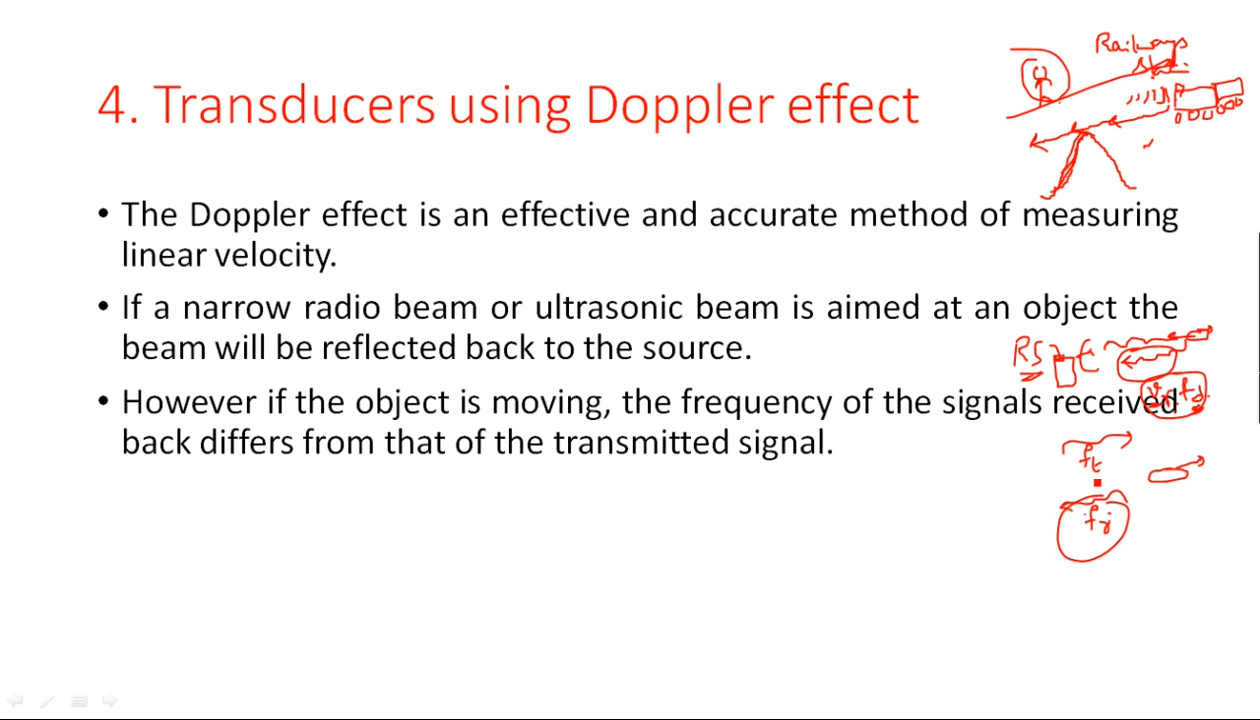 Railways
4. Transducers using Doppler effect
• The Doppler effect is an effective and accurate method of measuring
linear velocity.
• If a narrow radio beam or ultrasonic beam is aimed at an object the
beam will be reflected back to the source.
RS
• However if the object is moving, the frequency of the signals received
back differs from that of the transmitted signal.
ft
fr